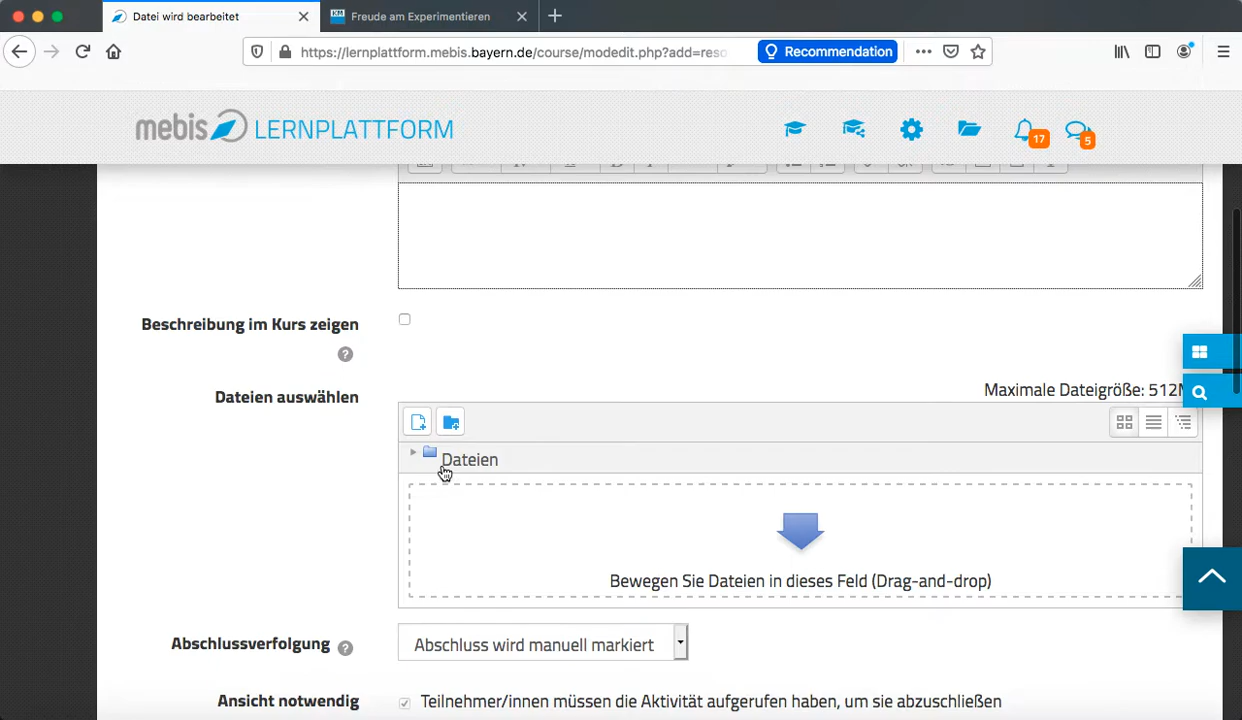 Datei wird bearbeitet
KM Freude am Experimentieren
https://lernplattform.mebis.bayern.de/course/modedit.php?add=reso
Recommendation
mebis LERNPLATTFORM
17
5
Beschreibung im Kurs zeigen
?
Dateien auswählen
Maximale Dateigröße: 512
Dateien
Bewegen Sie Dateien in dieses Feld (Drag-and-drop)
Abschlussverfolgung ?
Abschluss wird manuell markiert
Ansicht notwendig
Teilnehmer/innen müssen die Aktivität aufgerufen haben, um sie abzuschließen